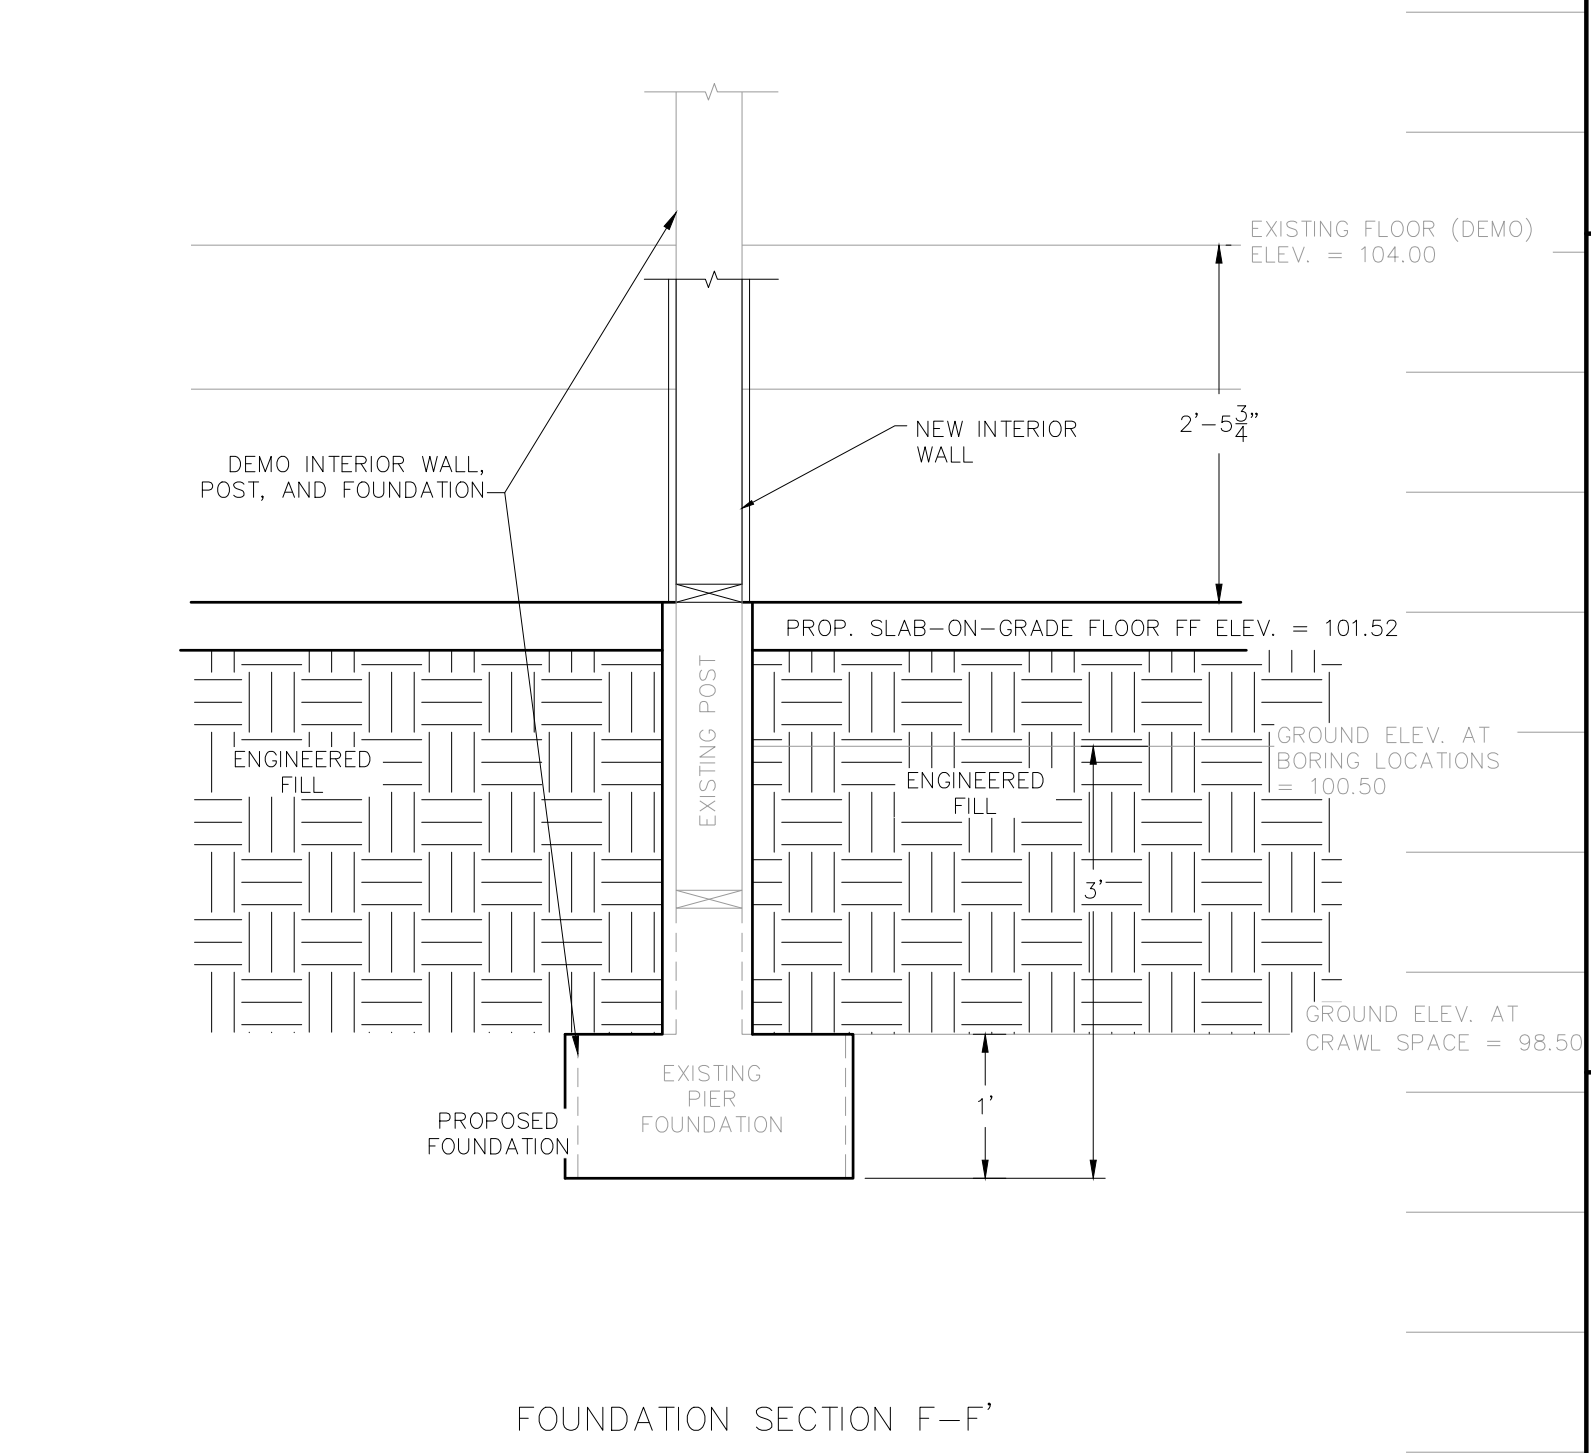 EXISTING FLOOR (DEMO)
ELEV. = 104.00
2'-5 3/4"
NEW INTERIOR
WALL
DEMO INTERIOR WALL,
POST, AND FOUNDATION
PROP. SLAB-ON-GRADE FLOOR FF ELEV. = 101.52
EXISTING POST
GROUND ELEV. AT
BORING LOCATIONS
= 100.50
ENGINEERED
FILL
ENGINEERED
FILL
3'
GROUND ELEV. AT
CRAWL SPACE = 98.50
EXISTING
PIER
FOUNDATION
1'
PROPOSED
FOUNDATION
FOUNDATION SECTION F-F'